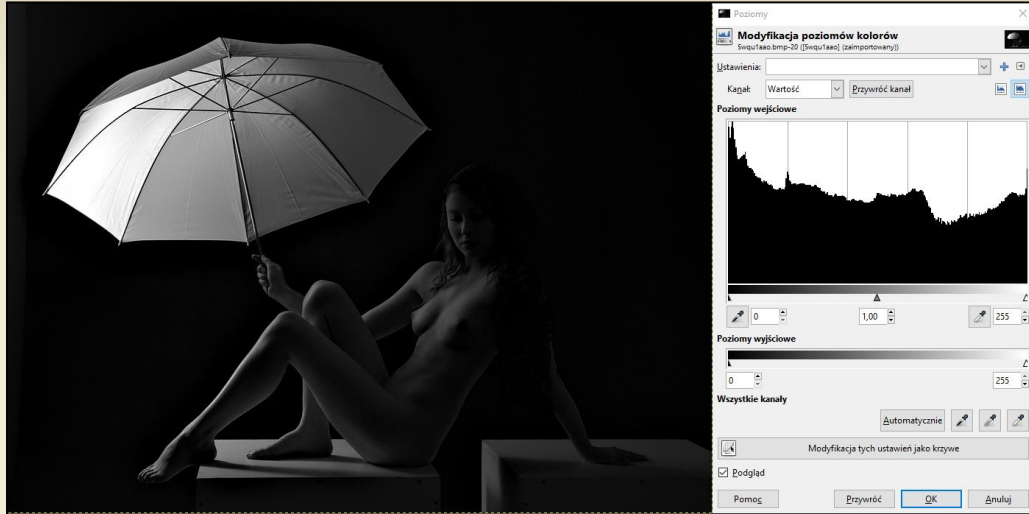 Poziomy
Modyfikacja poziomów kolorów
5wqu1aao.bmp-20 ([5wqu1aao] (zaimportowany))
Ustawienia:
Kanał: Wartość Przywróć kanał
Poziomy wejściowe
0 1,00 255
Poziomy wyjściowe
0 255
Wszystkie kanały
Automatycznie
Modyfikacja tych ustawień jako krzywe
Podgląd
Pomoc Przywróć OK Anuluj